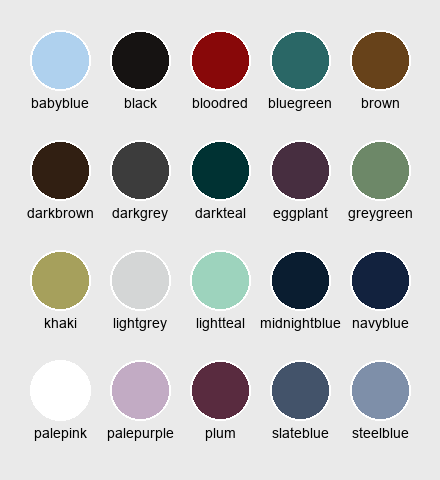 babyblue black bloodred bluegreen brown
darkbrown darkgrey darkteal eggplant greygreen
khaki lightgrey lightteal midnightblue navyblue
palepink palepurple plum slateblue steelblue